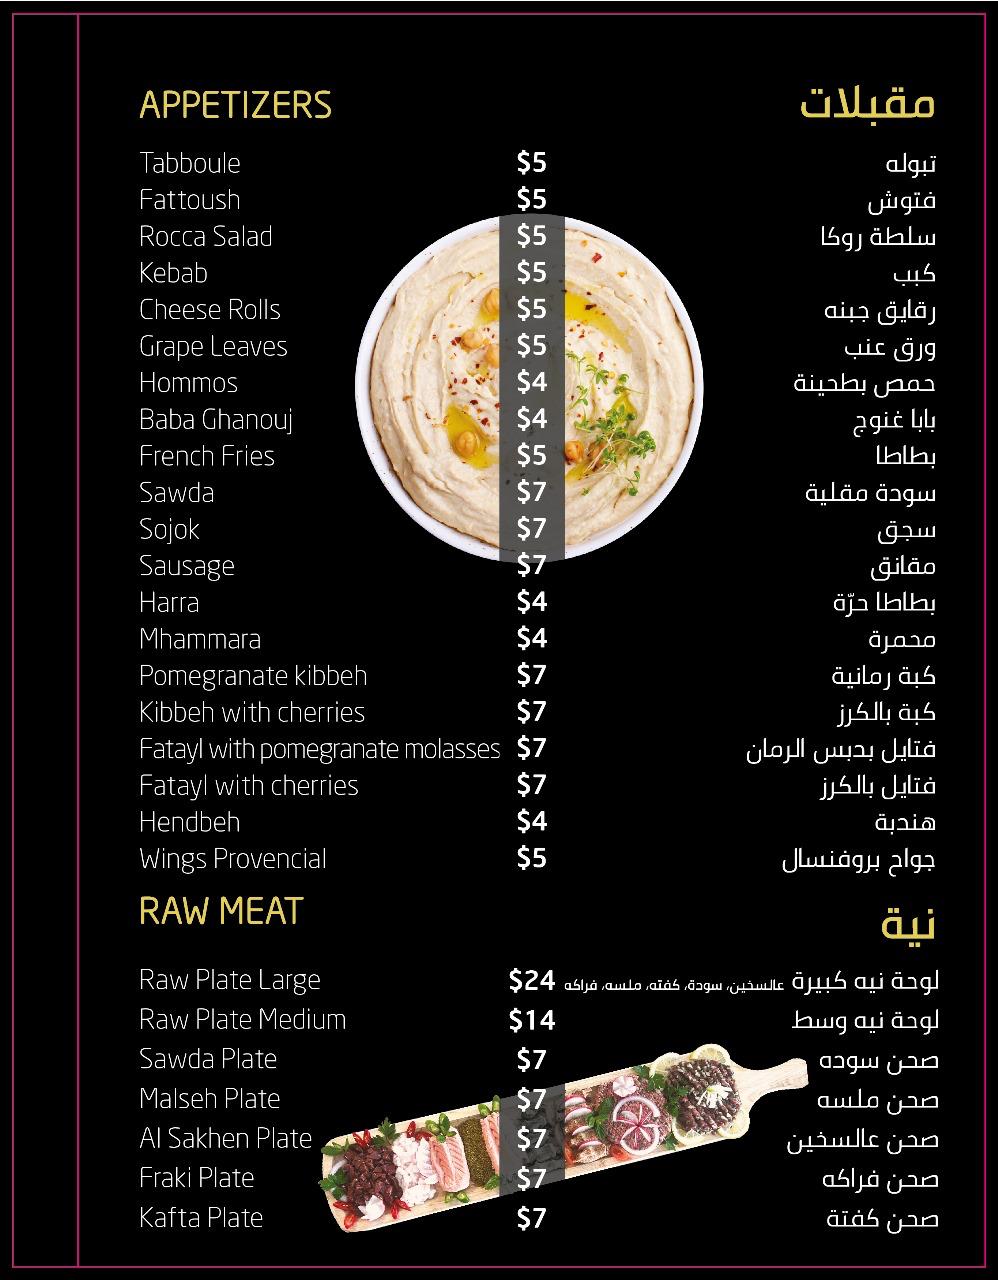 APPETIZERS مقبلات
Tabboule $5 تبوله
Fattoush $5 فتوش
Rocca Salad $5 سلطة روكا
Kebab $5 كبب
Cheese Rolls $5 رقايق جبنه
Grape Leaves $5 ورق عنب
Hommos $4 حمص بطحينة
Baba Ghanouj $4 بابا غنوج
French Fries $5 بطاطا
Sawda $7 سودة مقلية
Sojok $7 سجق
Sausage $7 مقانق
Harra $4 بطاطا حرّة
Mhammara $4 محمرة
Pomegranate kibbeh $7 كبة رمانية
Kibbeh with cherries $7 كبة بالكرز
Fatayl with pomegranate molasses $7 فتايل بدبس الرمان
Fatayl with cherries $7 فتايل بالكرز
Hendbeh $4 هندبة
Wings Provencial $5 جواح بروفنسال
RAW MEAT نية
Raw Plate Large $24 لوحة نيه كبيرة عالسخين، سودة، كفته، ملسه، فراكه
Raw Plate Medium $14 لوحة نيه وسط
Sawda Plate $7 صحن سوده
Malseh Plate $7 صحن ملسه
Al Sakhen Plate $7 صحن عالسخين
Fraki Plate $7 صحن فراكه
Kafta Plate $7 صحن كفتة